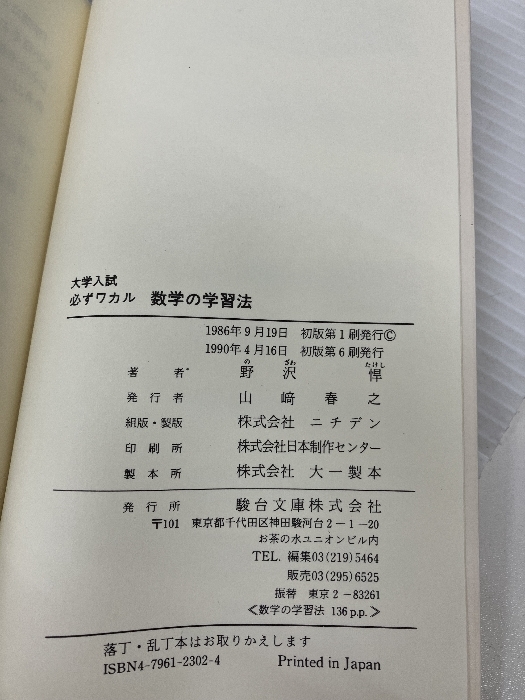 大学入試
必ずワカル 数学の学習法
1986年9月19日 初版第1刷発行©
1990年4月16日 初版第6刷発行
の ざわ たけし
著者 野沢 悍
発行者 山﨑春之
組版・製版 株式会社 ニチデン
印刷所 株式会社日本制作センター
製本所 株式会社 大一製本
発行所 駿台文庫株式会社
〒101 東京都千代田区神田駿河台2-1-20
お茶の水ユニオンビル内
TEL. 編集03(219)5464
販売03(295)6525
振替 東京2-83261
≪数学の学習法 136p.p.≫
落丁・乱丁本はお取りかえします
ISBN4-7961-2302-4 Printed in Japan